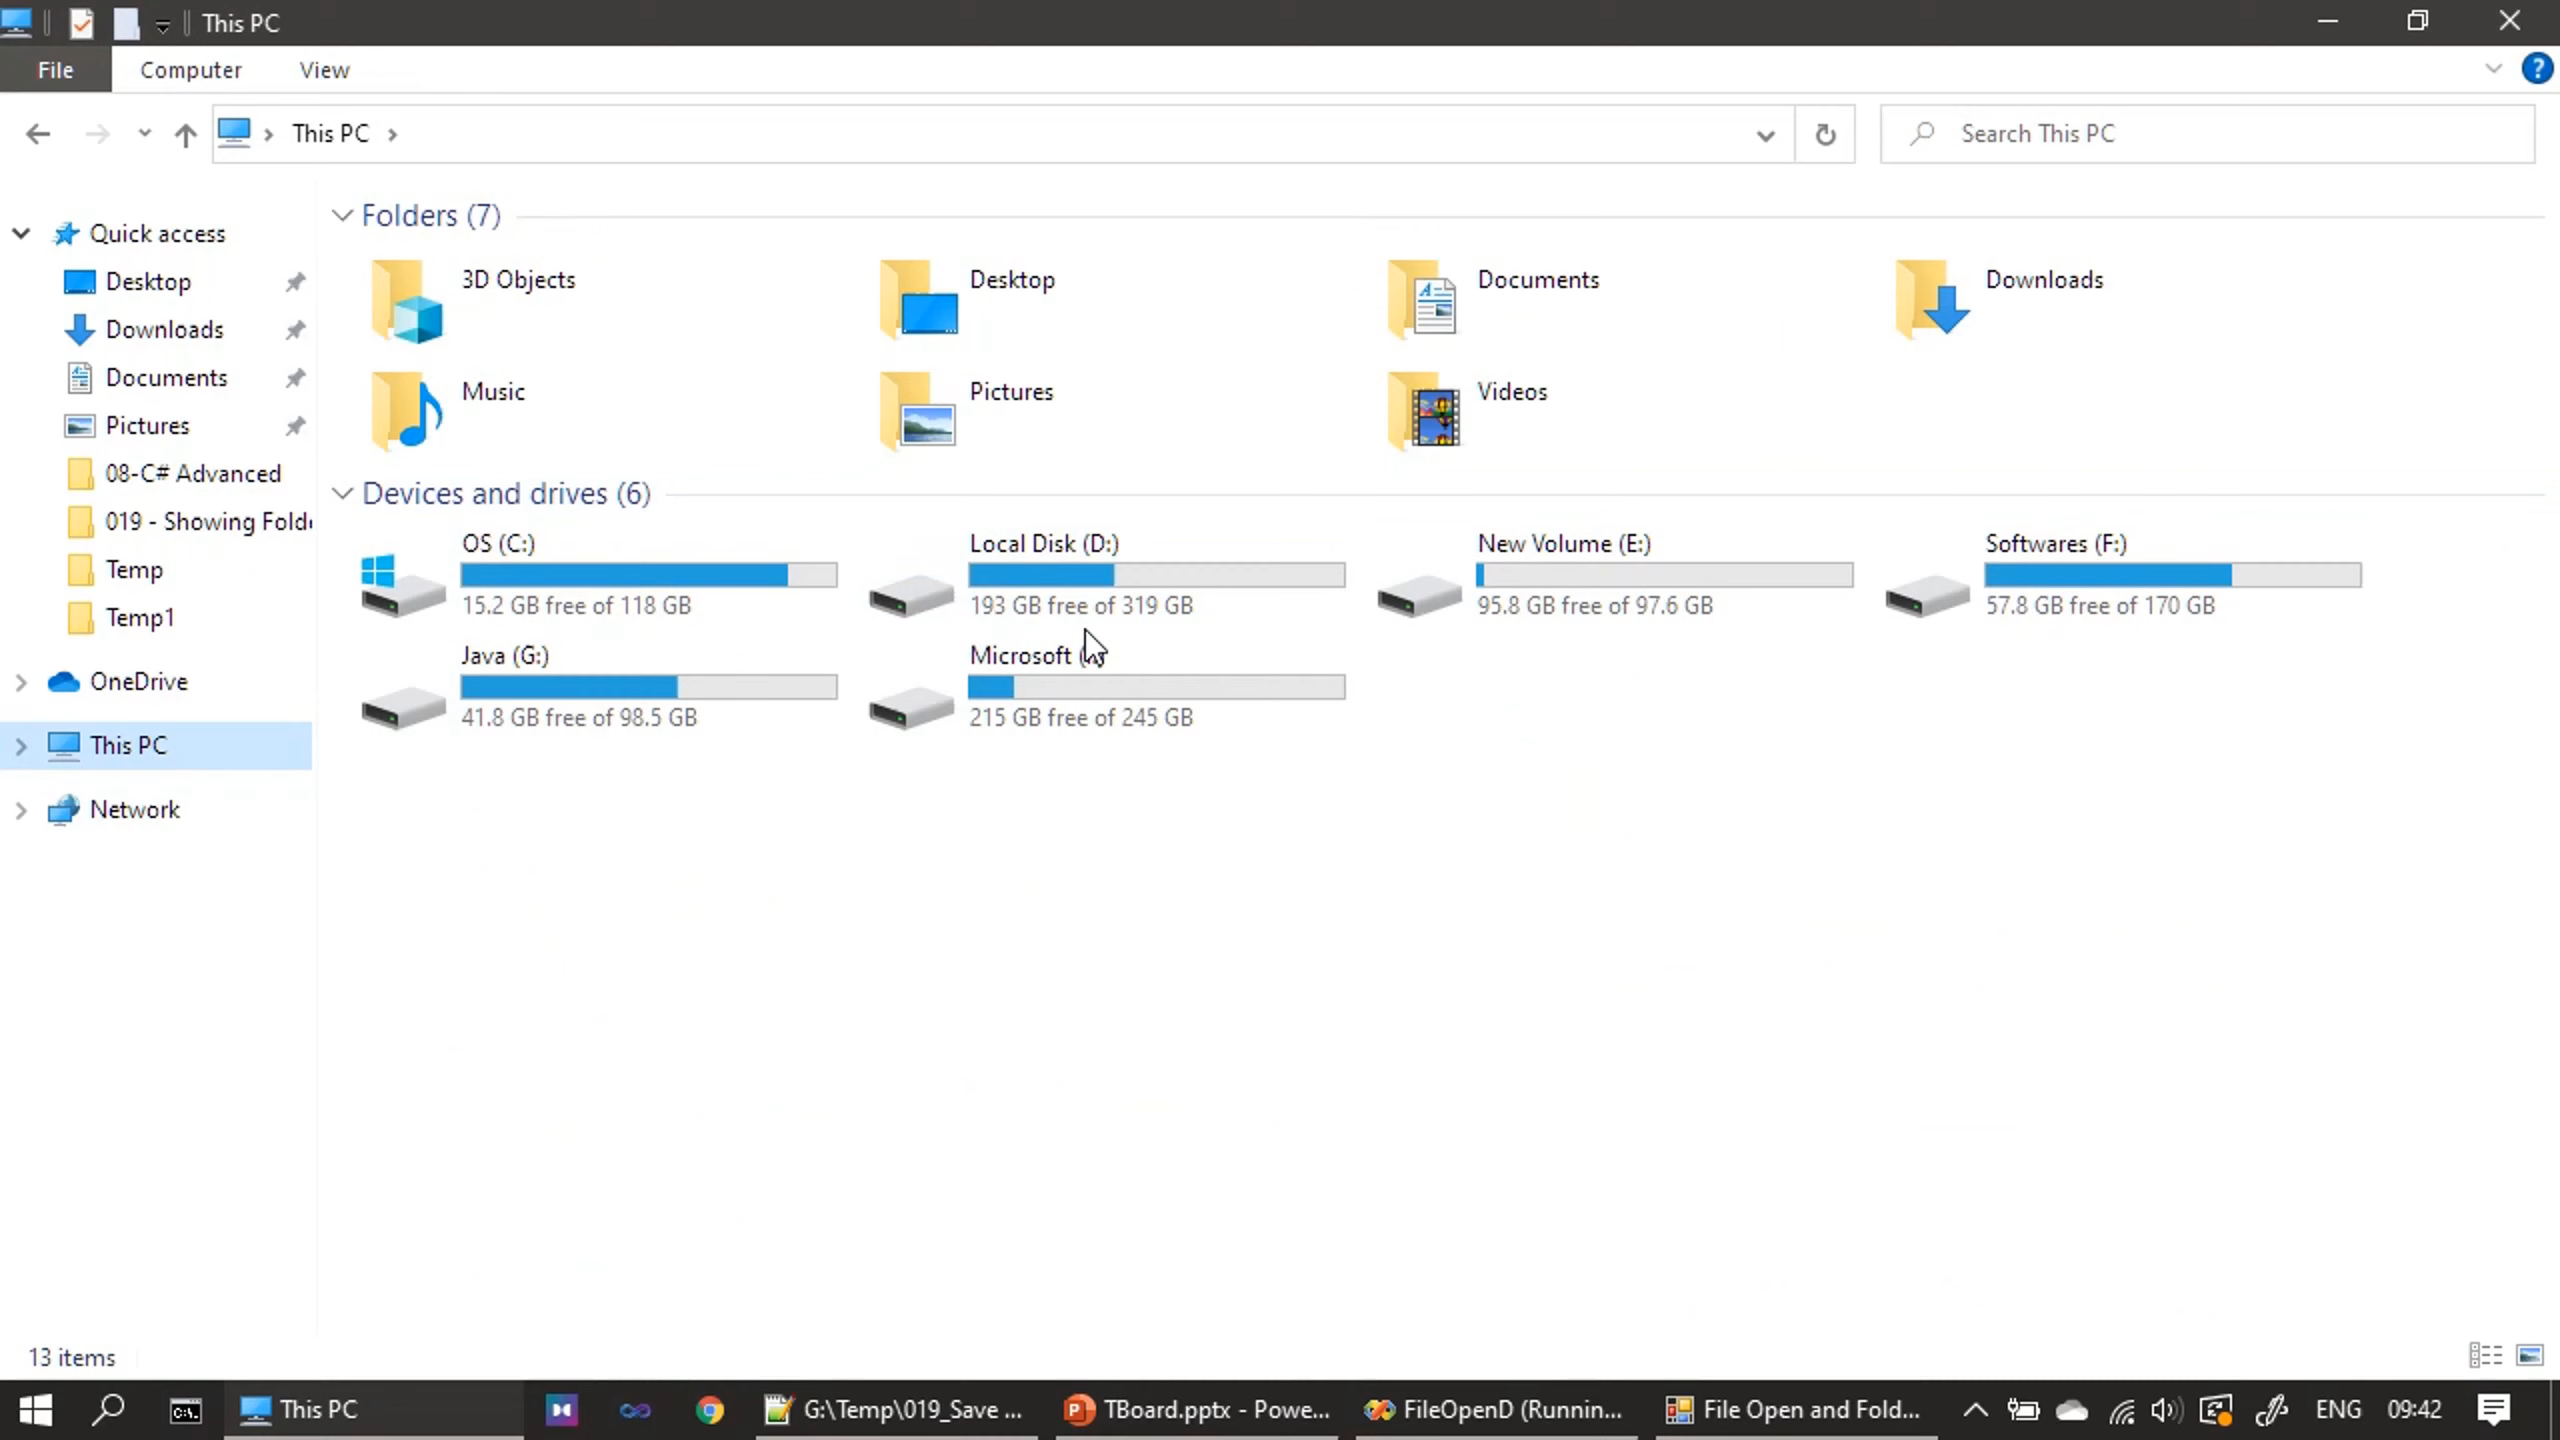 This PC
File Computer View
This PC
Search This PC
Quick access
Desktop
Downloads
Documents
Pictures
08-C# Advanced
019 - Showing Fold
Temp
Temp1
OneDrive
This PC
Network
Folders (7)
3D Objects
Desktop
Documents
Downloads
Music
Pictures
Videos
Devices and drives (6)
OS (C:)
15.2 GB free of 118 GB
Local Disk (D:)
193 GB free of 319 GB
New Volume (E:)
95.8 GB free of 97.6 GB
Softwares (F:)
57.8 GB free of 170 GB
Java (G:)
41.8 GB free of 98.5 GB
Microsoft
215 GB free of 245 GB
13 items
This PC
G:\Temp\019_Save ...
TBoard.pptx - Powe...
FileOpenD (Runnin...
File Open and Fold...
ENG
09:42